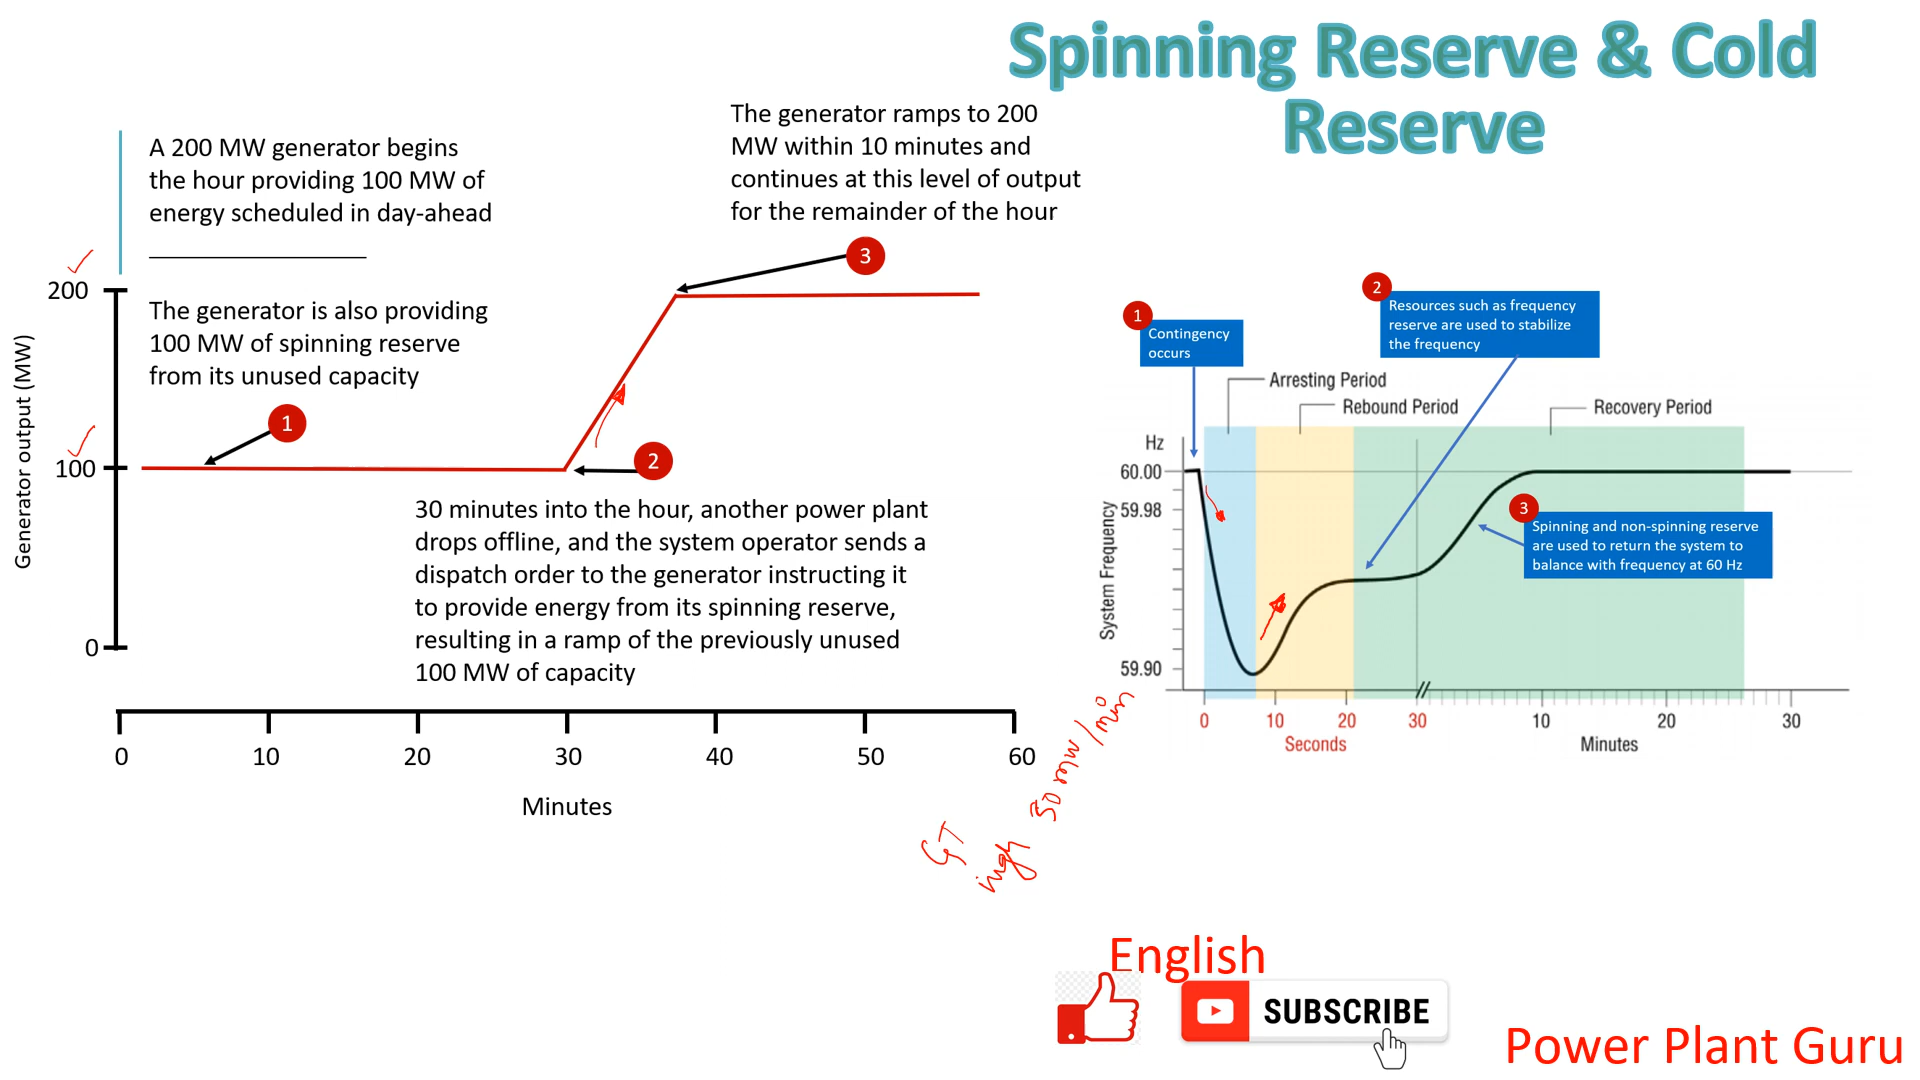 Spinning Reserve & Cold
Reserve
A 200 MW generator begins
the hour providing 100 MW of
energy scheduled in day-ahead
The generator is also providing
100 MW of spinning reserve
from its unused capacity
The generator ramps to 200
MW within 10 minutes and
continues at this level of output
for the remainder of the hour
1
2
3
30 minutes into the hour, another power plant
drops offline, and the system operator sends a
dispatch order to the generator instructing it
to provide energy from its spinning reserve,
resulting in a ramp of the previously unused
100 MW of capacity
Generator output (MW)
200
100
0
0 10 20 30 40 50 60
Minutes
1
Contingency
occurs
2
Resources such as frequency
reserve are used to stabilize
the frequency
Arresting Period
Rebound Period
Recovery Period
3
Spinning and non-spinning reserve
are used to return the system to
balance with frequency at 60 Hz
Hz
60.00
59.98
59.90
System Frequency
0 10 20 30 10 20 30
Seconds
Minutes
GT
30 MW/min
English
SUBSCRIBE
Power Plant Guru